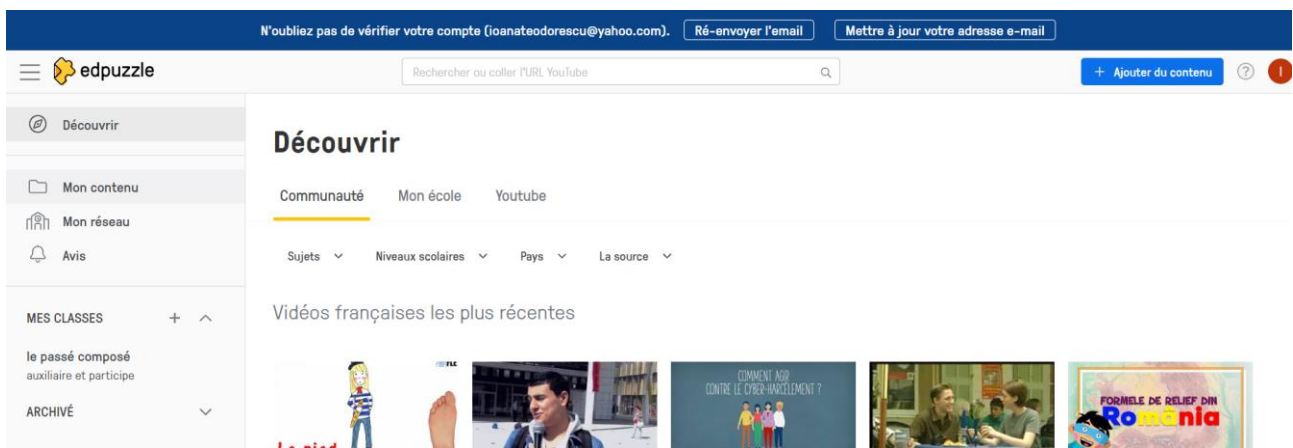 N'oubliez pas de vérifier votre compte (ioanateodorescu@yahoo.com). Ré-envoyer l'email Mettre à jour votre adresse e-mail
edpuzzle
Rechercher ou coller l'URL YouTube
+ Ajouter du contenu ? I
Découvrir
Mon contenu
Mon réseau
Avis
MES CLASSES +
le passé composé
auxiliaire et participe
ARCHIVÉ
Découvrir
Communauté Mon école Youtube
Sujets Niveaux scolaires Pays La source
Vidéos françaises les plus récentes
FLE
Le pied
COMMENT AGIR
CONTRE LE CYBER-HARCÈLEMENT ?
FORMELE DE RELIEF DIN
România